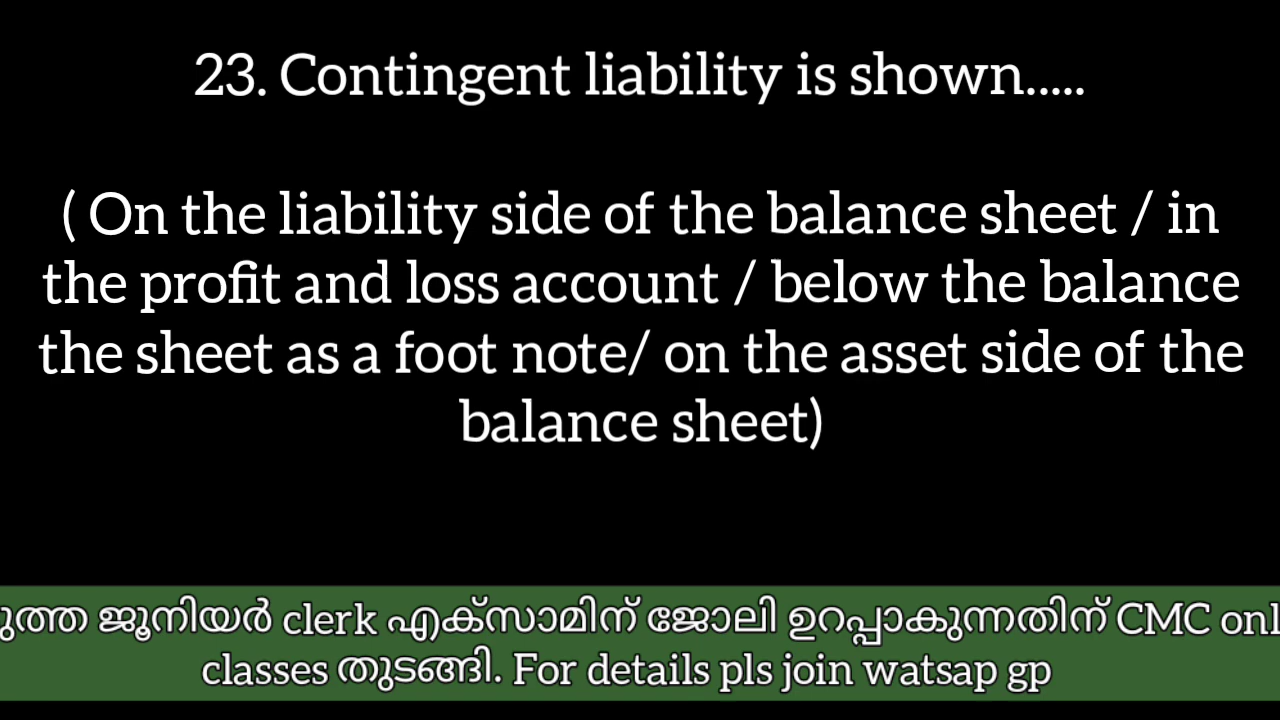 23. Contingent liability is shown.....
( On the liability side of the balance sheet / in
the profit and loss account / below the balance
the sheet as a foot note/ on the asset side of the
balance sheet)
ജൂനിയർ clerk എക്സാമിന് ജോലി ഉറപ്പാകുന്നതിന് CMC
classes തുടങ്ങി. For details pls join watsap gp